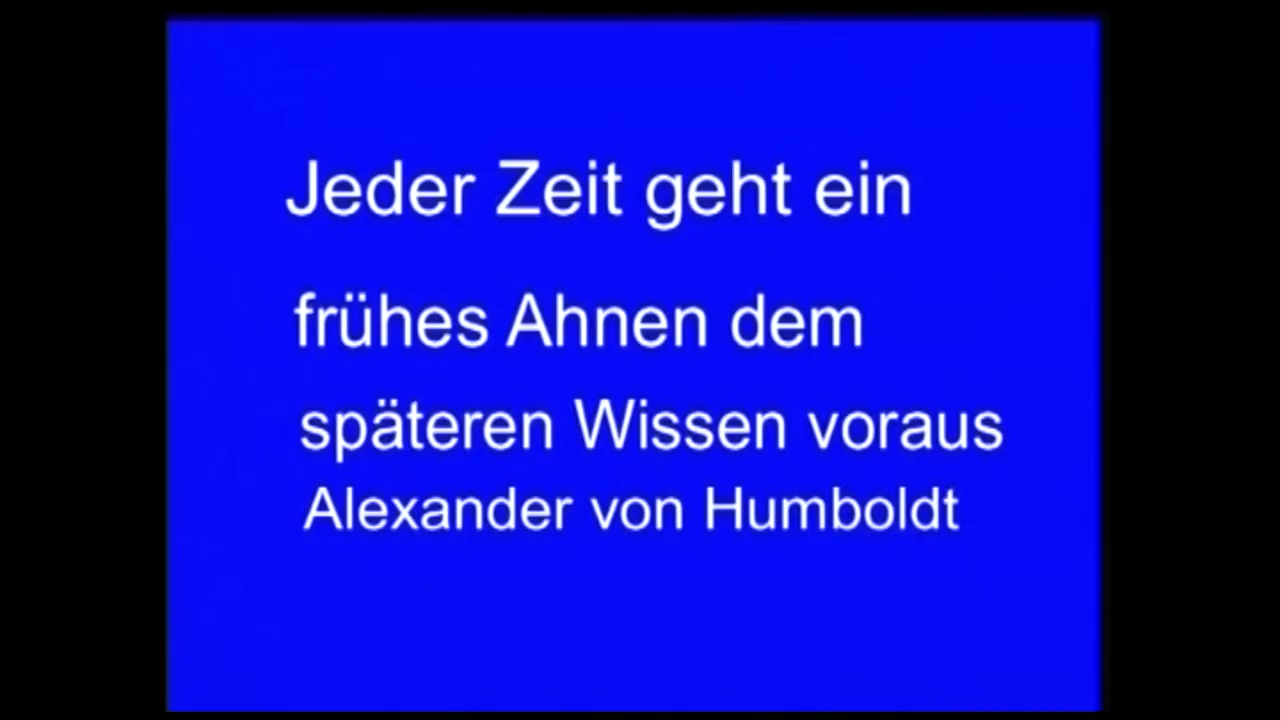 Jeder Zeit geht ein
frühes Ahnen dem
späteren Wissen voraus
Alexander von Humboldt